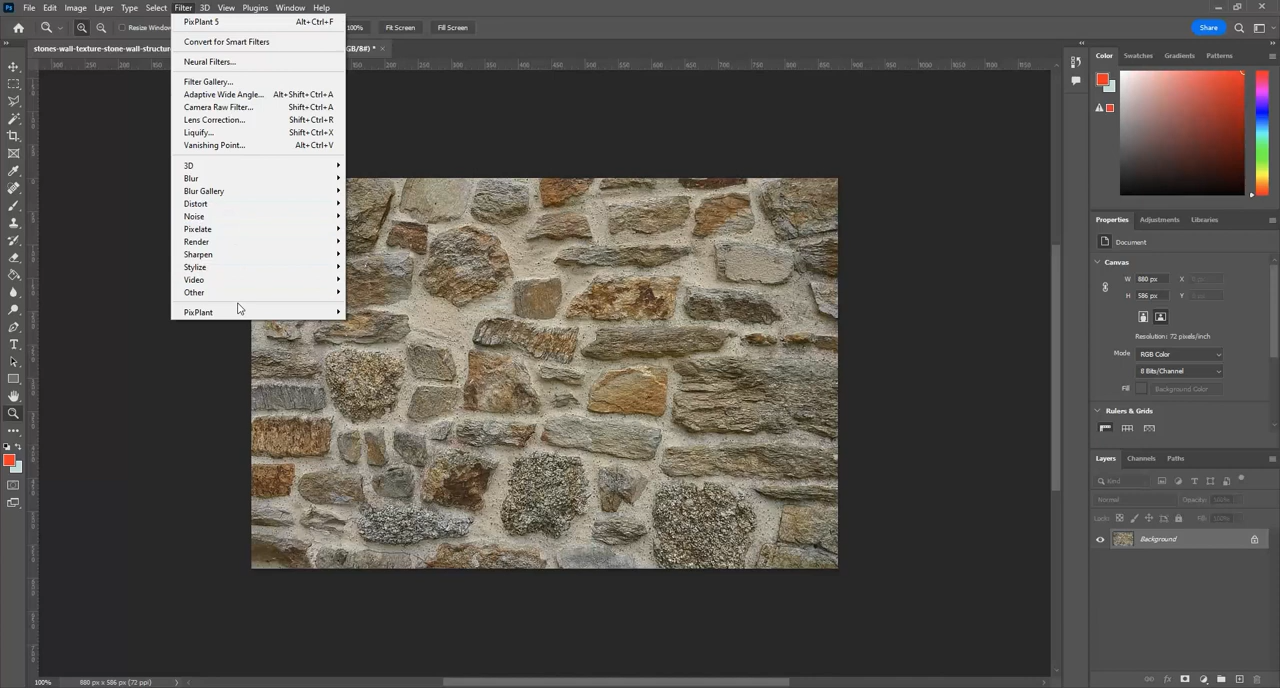 File Edit Image Layer Type Select Filter 3D View Plugins Window Help
Resize Window 100% Fit Screen Fill Screen Share
stones-wall-texture-stone-wall-structur GB/8#) *
PixPlant 5 Alt+Ctrl+F
Convert for Smart Filters
Neural Filters...
Filter Gallery...
Adaptive Wide Angle... Alt+Shift+Ctrl+A
Camera Raw Filter... Shift+Ctrl+A
Lens Correction... Shift+Ctrl+R
Liquify... Shift+Ctrl+X
Vanishing Point... Alt+Ctrl+V
3D
Blur
Blur Gallery
Distort
Noise
Pixelate
Render
Sharpen
Stylize
Video
Other
PixPlant
Color Swatches Gradients Patterns
Properties Adjustments Libraries
Document
Canvas
W 880 px X
H 586 px Y
Resolution: 72 pixels/inch
Mode RGB Color
8 Bits/Channel
Fill Background Color
Rulers & Grids
Layers Channels Paths
Kind
Normal Opacity: 100%
Lock: Fill: 100%
Background
100% 880 px x 586 px (72 ppi)